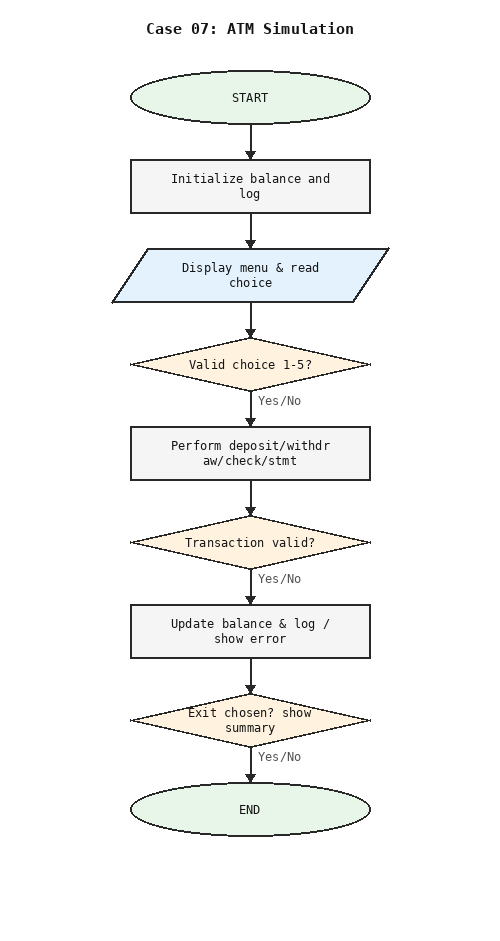 Case 07: ATM Simulation
START
Initialize balance and
log
Display menu & read
choice
Valid choice 1-5?
Yes/No
Perform deposit/withdr
aw/check/stmt
Transaction valid?
Yes/No
Update balance & log /
show error
Exit chosen? show
summary
Yes/No
END